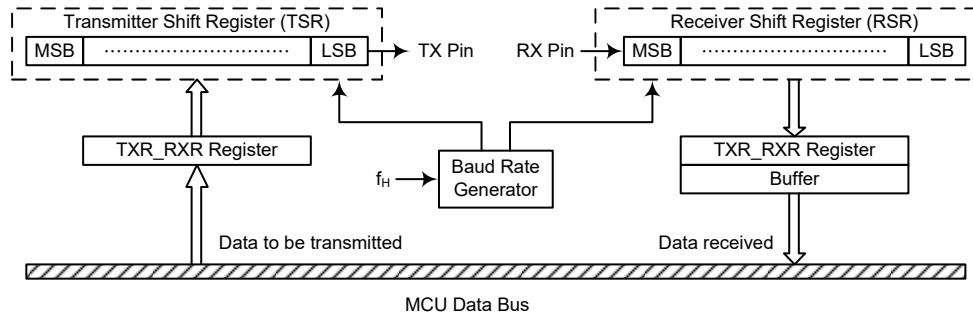 Transmitter Shift Register (TSR)
Receiver Shift Register (RSR)
MSB ………………………… LSB
TX Pin
RX Pin
MSB ………………………… LSB
TXR_RXR Register
Baud Rate
Generator
fH
TXR_RXR Register
Buffer
Data to be transmitted
Data received
MCU Data Bus